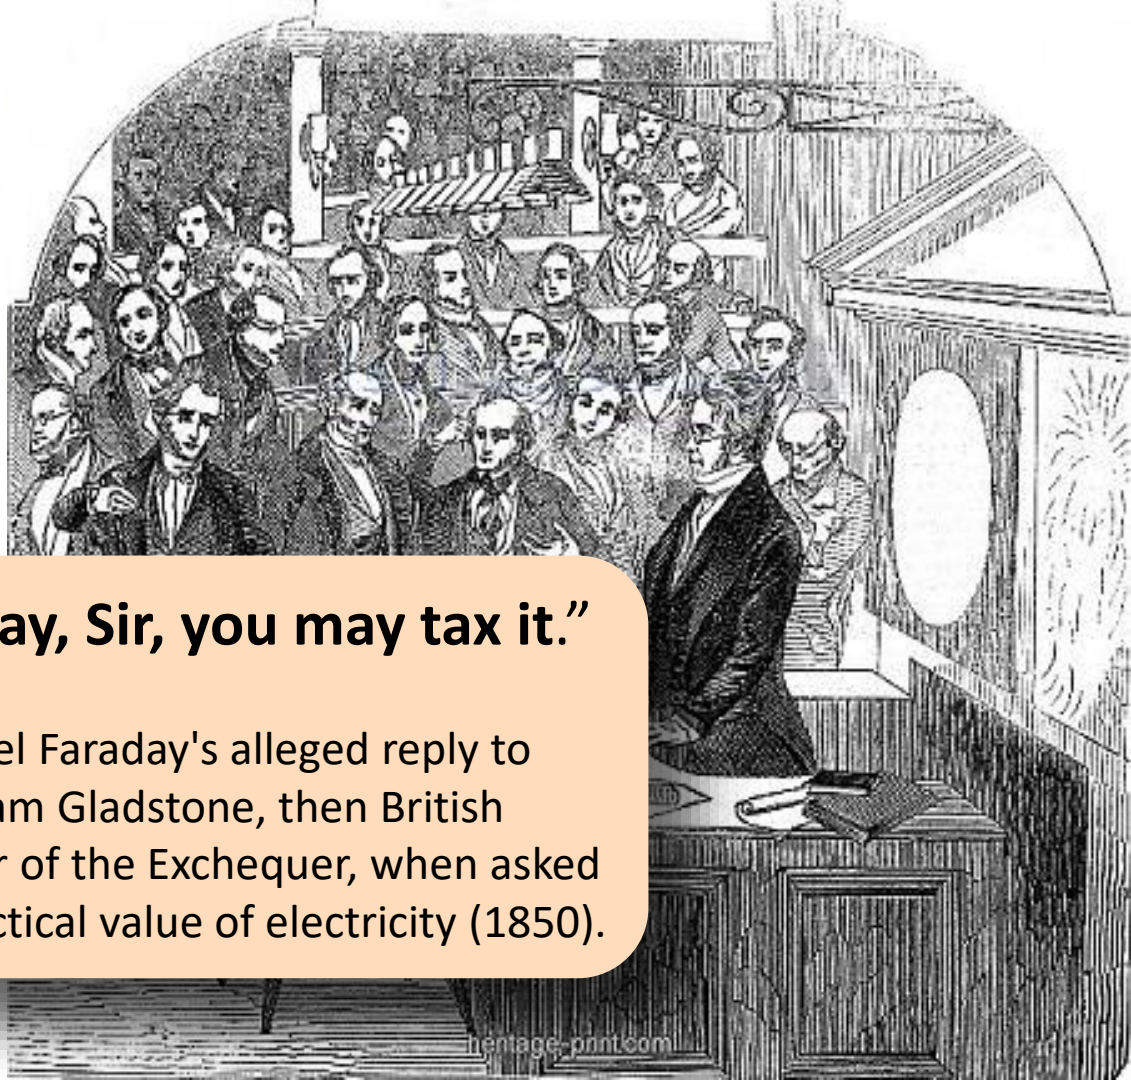 ay, Sir, you may tax it.”
el Faraday's alleged reply to
am Gladstone, then British
r of the Exchequer, when asked
ctical value of electricity (1850).
heritage-print.com